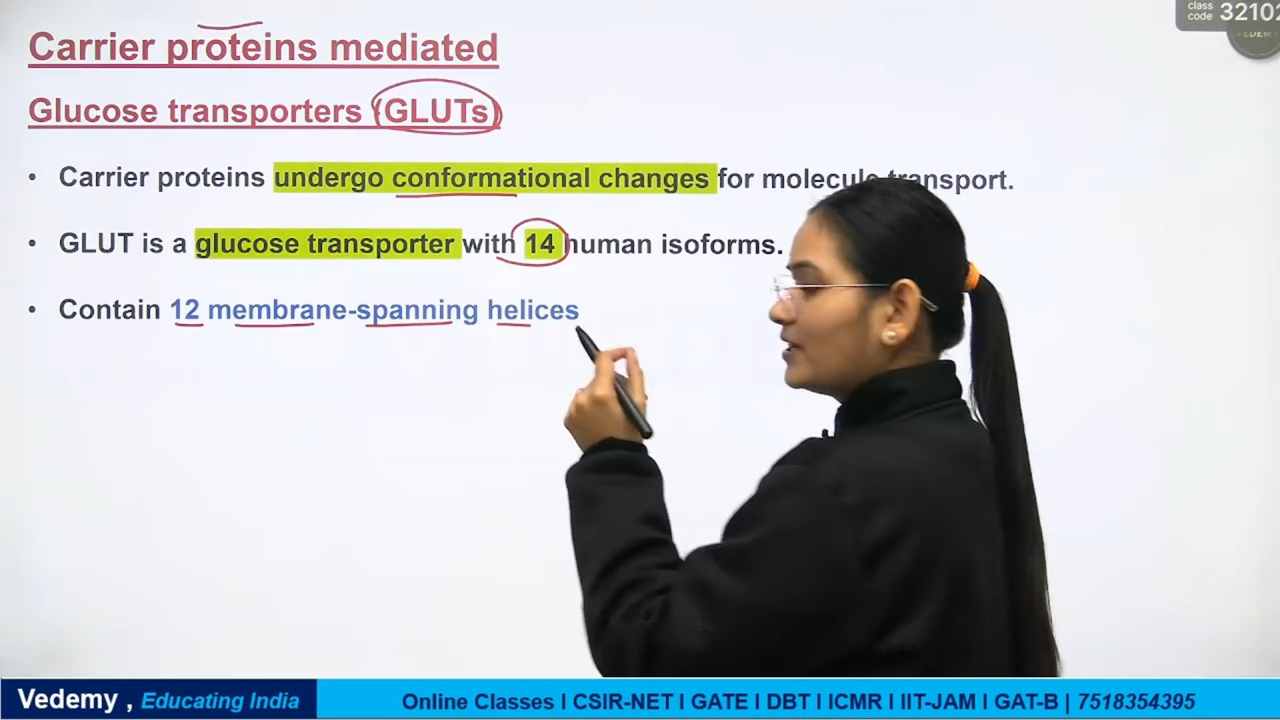 class
code 32102
VEDEM
Carrier proteins mediated
Glucose transporters (GLUTs)
• Carrier proteins undergo conformational changes for molecule transport.
• GLUT is a glucose transporter with 14 human isoforms.
• Contain 12 membrane-spanning helices
Vedemy , Educating India
Online Classes I CSIR-NET I GATE I DBT I ICMR I IIT-JAM I GAT-B | 7518354395